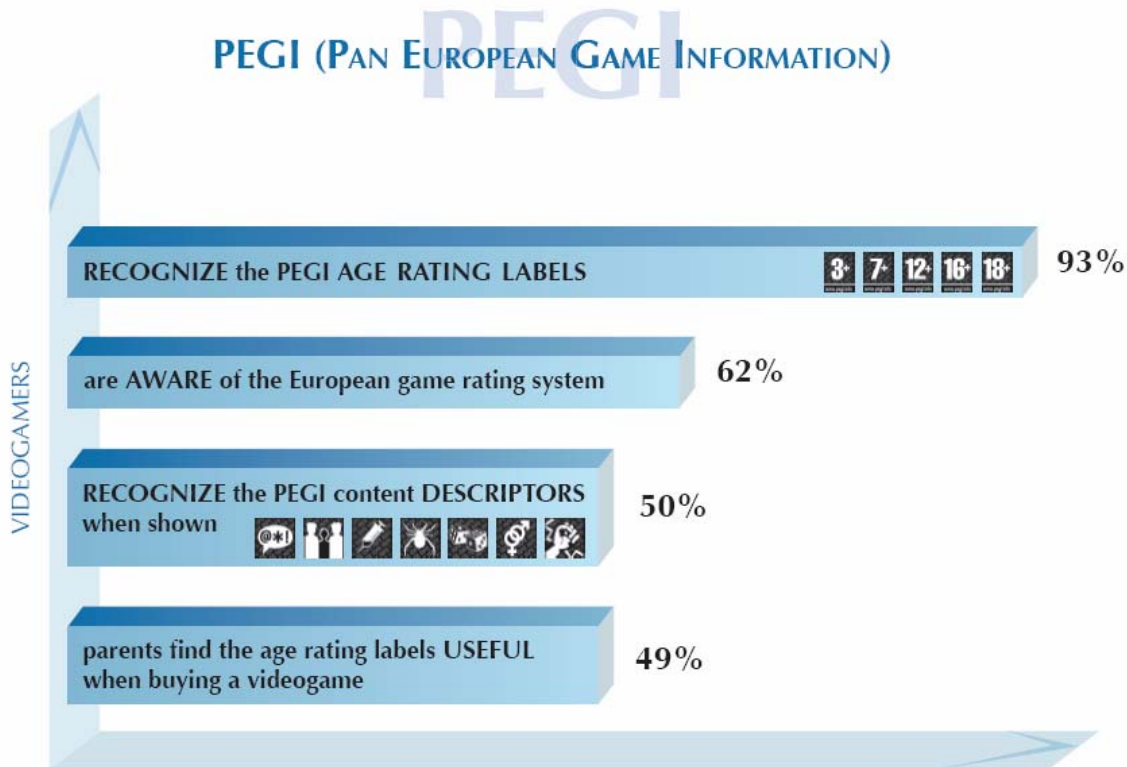 PEGI
PEGI (PAN EUROPEAN GAME INFORMATION)
RECOGNIZE the PEGI AGE RATING LABELS
3+ 7+ 12+ 16+ 18+
93%
are AWARE of the European game rating system
62%
RECOGNIZE the PEGI content DESCRIPTORS
when shown
@*!
50%
parents find the age rating labels USEFUL
when buying a videogame
49%
VIDEOGAMERS